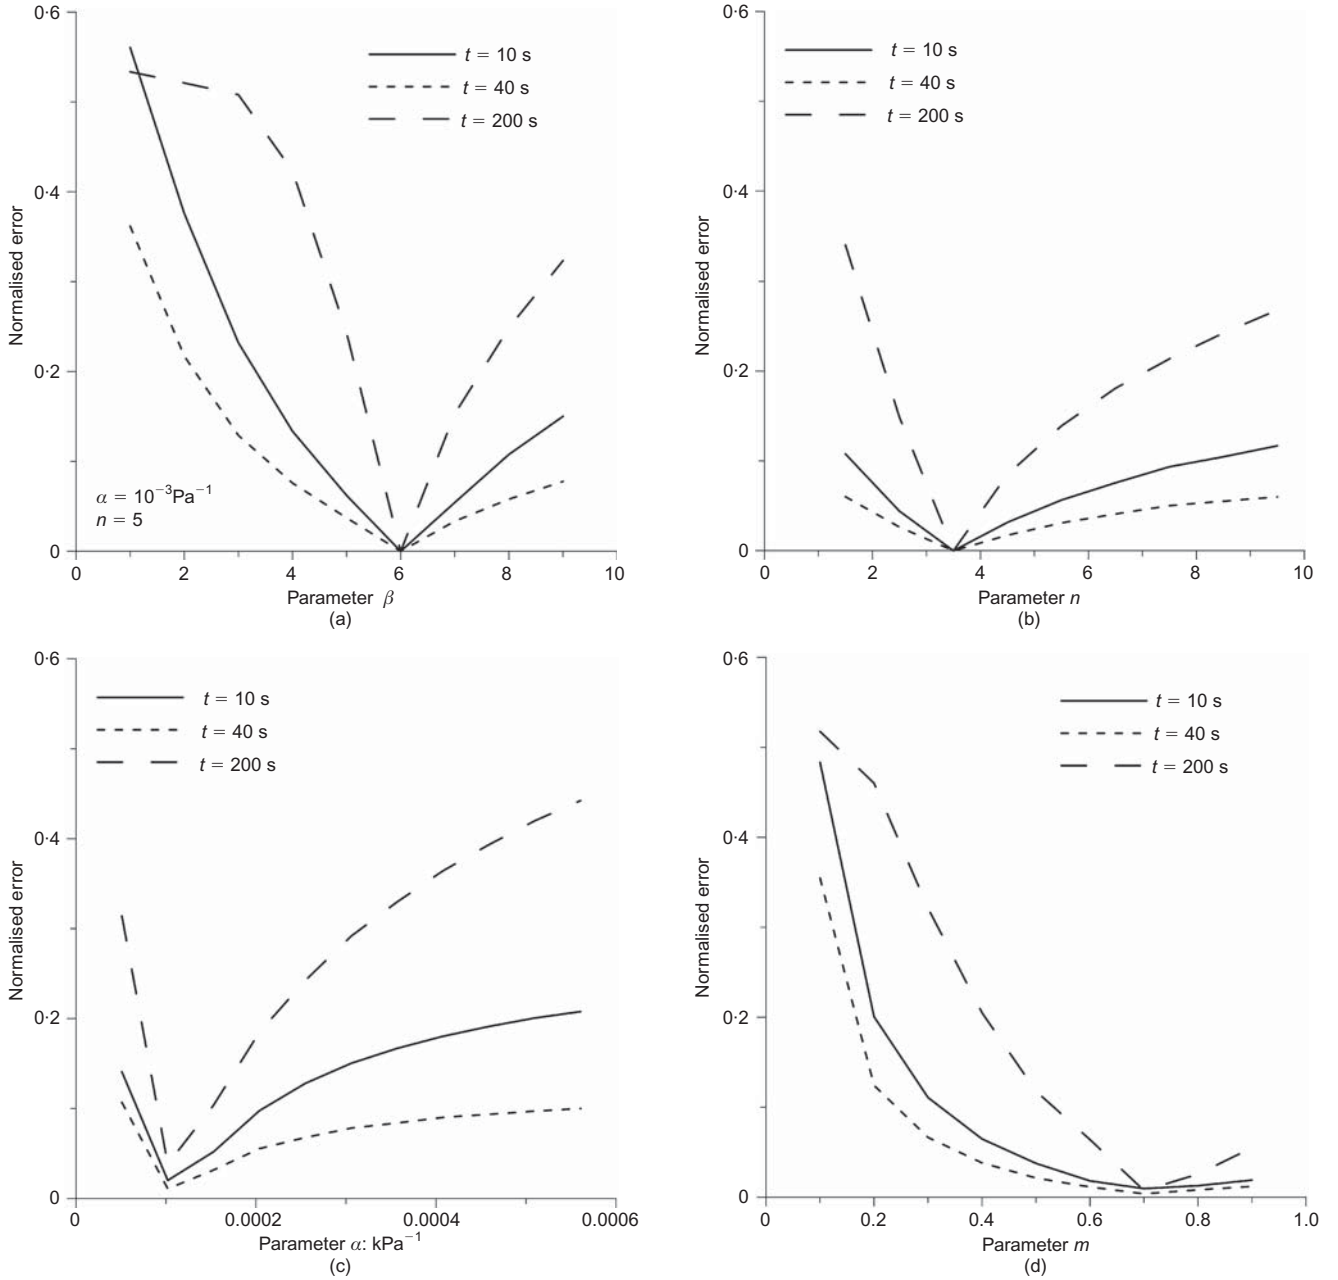 0·6
0·4
0·2
0
Normalised error
t = 10 s
t = 40 s
t = 200 s
α = 10⁻³Pa⁻¹
n = 5
0 2 4 6 8 10
Parameter β
(a)
0·6
0·4
0·2
0
Normalised error
t = 10 s
t = 40 s
t = 200 s
0 2 4 6 8 10
Parameter n
(b)
0·6
0·4
0·2
0
Normalised error
t = 10 s
t = 40 s
t = 200 s
0 0.0002 0.0004 0.0006
Parameter α: kPa⁻¹
(c)
0·6
0·4
0·2
0
Normalised error
t = 10 s
t = 40 s
t = 200 s
0 0.2 0.4 0.6 0.8 1.0
Parameter m
(d)